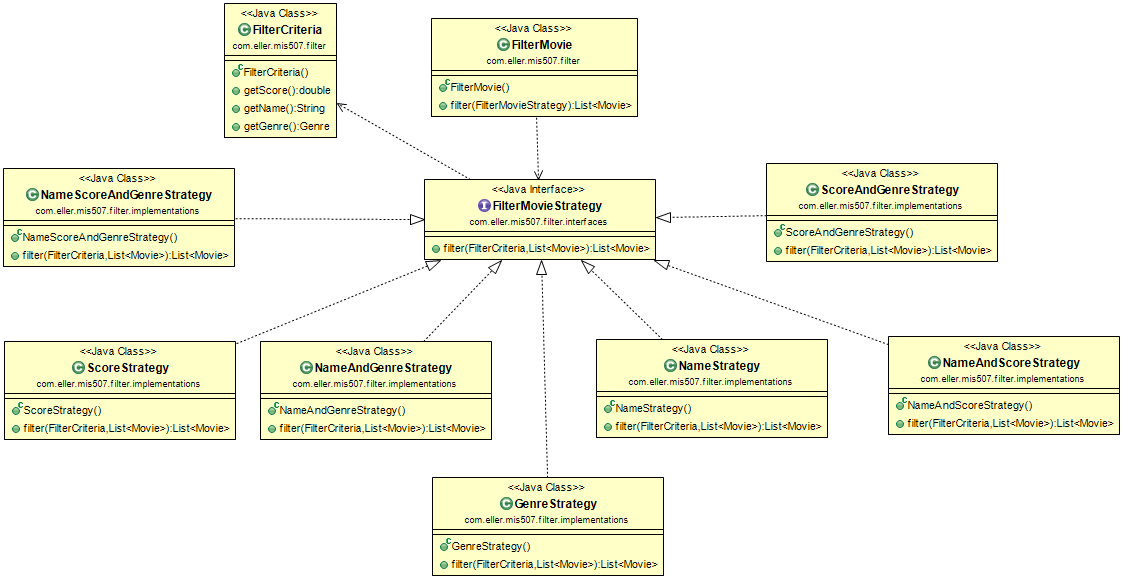 <<Java Class>>
FilterCriteria
com.eller.mis507.filter
FilterCriteria()
getScore():double
getName():String
getGenre():Genre
<<Java Class>>
FilterMovie
com.eller.mis507.filter
FilterMovie()
filter(FilterMovieStrategy):List<Movie>
<<Java Class>>
NameScoreAndGenreStrategy
com.eller.mis507.filter.implementations
NameScoreAndGenreStrategy()
filter(FilterCriteria,List<Movie>):List<Movie>
<<Java Interface>>
FilterMovieStrategy
com.eller.mis507.filter.interfaces
filter(FilterCriteria,List<Movie>):List<Movie>
<<Java Class>>
ScoreAndGenreStrategy
com.eller.mis507.filter.implementations
ScoreAndGenreStrategy()
filter(FilterCriteria,List<Movie>):List<Movie>
<<Java Class>>
ScoreStrategy
com.eller.mis507.filter.implementations
ScoreStrategy()
filter(FilterCriteria,List<Movie>):List<Movie>
<<Java Class>>
NameAndGenreStrategy
com.eller.mis507.filter.implementations
NameAndGenreStrategy()
filter(FilterCriteria,List<Movie>):List<Movie>
<<Java Class>>
NameStrategy
com.eller.mis507.filter.implementations
NameStrategy()
filter(FilterCriteria,List<Movie>):List<Movie>
<<Java Class>>
NameAndScoreStrategy
com.eller.mis507.filter.implementations
NameAndScoreStrategy()
filter(FilterCriteria,List<Movie>):List<Movie>
<<Java Class>>
GenreStrategy
com.eller.mis507.filter.implementations
GenreStrategy()
filter(FilterCriteria,List<Movie>):List<Movie>